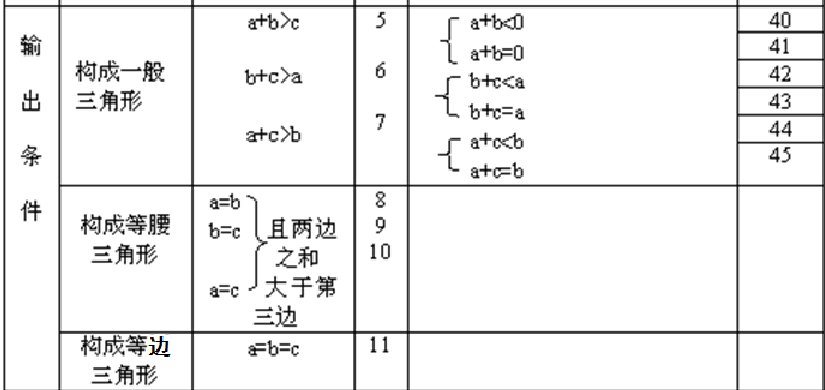 输出条件
构成一般三角形
a+b>c
5
a+b<0
40
a+b=0
41
b+c>a
6
b+c<a
42
b+c=a
43
a+c>b
7
a+c<b
44
a+c=b
45
构成等腰三角形
a=b
8
b=c
9
a=c
10
且两边
之和
大于第
三边
构成等边三角形
a=b=c
11